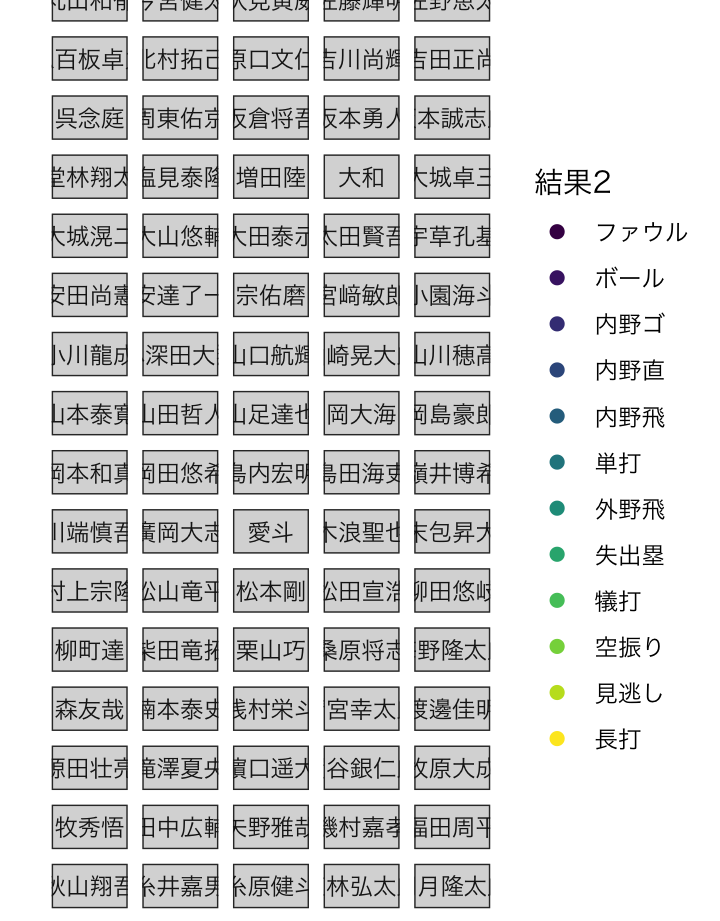 百板卓 北村拓己 原口文仁 吉川尚輝 吉田正尚
呉念庭 周東佑京 坂倉将吾 坂本勇人 本誠志
堂林翔太 塩見泰隆 増田陸 大和 大城卓三
大城滉二 大山悠輔 大田泰示 太田賢吾 宇草孔基
安田尚憲 安達了一 宗佑磨 宮﨑敏郎 小園海斗
小川龍成 深田大 山口航輝 崎晃大 山川穂高
山本泰寛 山田哲人 山足達也 岡大海 岡島豪郎
岡本和真 岡田悠希 島内宏明 島田海吏 嶺井博希
川端慎吾 廣岡大志 愛斗 木浪聖也 末包昇大
村上宗隆 松山竜平 松本剛 松田宣浩 柳田悠岐
柳町達 柴田竜拓 栗山巧 桑原将志 野隆太
森友哉 楠本泰史 浅村栄斗 宮幸太 渡邊佳明
源田壮亮 滝澤夏央 濱口遥大 谷銀仁 牧原大成
牧秀悟 田中広輔 矢野雅哉 磯村嘉孝 福田周平
秋山翔吾 糸井嘉男 糸原健斗 林弘太 月隆太
結果2
ファウル
ボール
内野ゴ
内野直
内野飛
単打
外野飛
失出塁
犠打
空振り
見逃し
長打